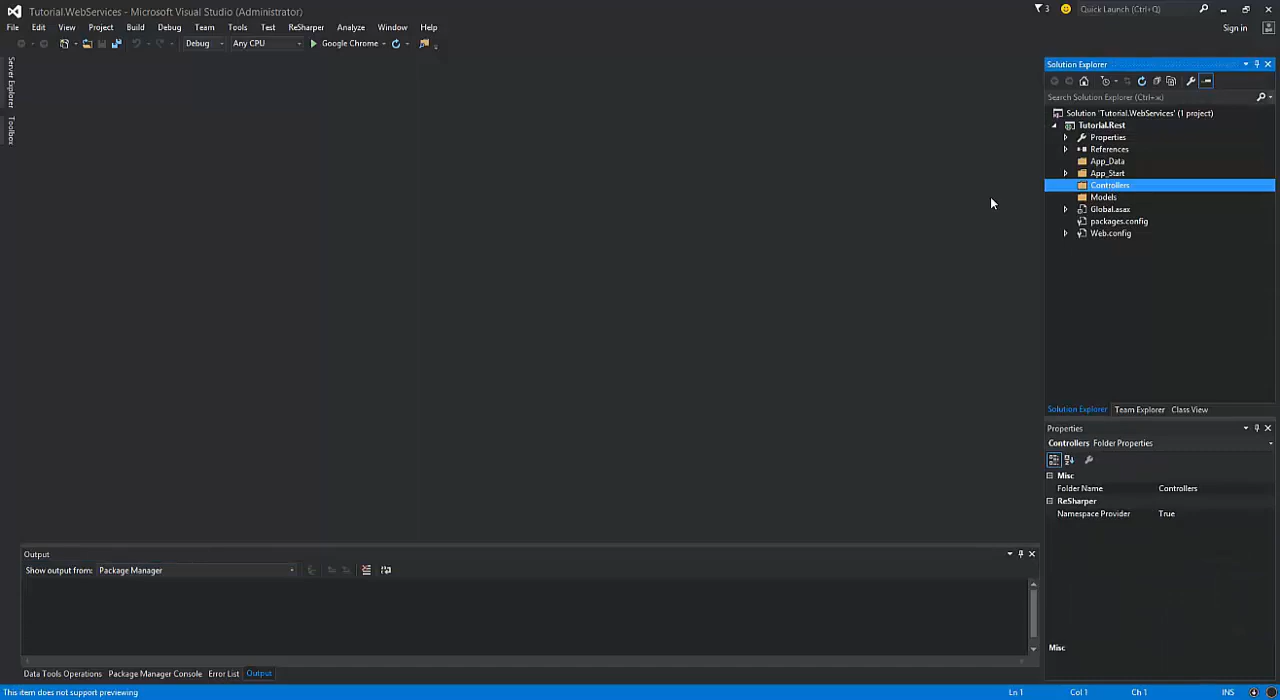 Tutorial.WebServices - Microsoft Visual Studio (Administrator)
3
Quick Launch (Ctrl+Q)
File Edit View Project Build Debug Team Tools Test ReSharper Analyze Window Help
Sign in
Debug Any CPU Google Chrome
Server Explorer
Toolbox
Solution Explorer
Search Solution Explorer (Ctrl+ж)
Solution 'Tutorial.WebServices' (1 project)
Tutorial.Rest
Properties
References
App_Data
App_Start
Controllers
Models
Global.asax
packages.config
Web.config
Solution Explorer Team Explorer Class View
Properties
Controllers Folder Properties
Misc
Folder Name Controllers
ReSharper
Namespace Provider True
Misc
Output
Show output from: Package Manager
Data Tools Operations Package Manager Console Error List Output
This item does not support previewing Ln 1 Col 1 Ch 1 INS